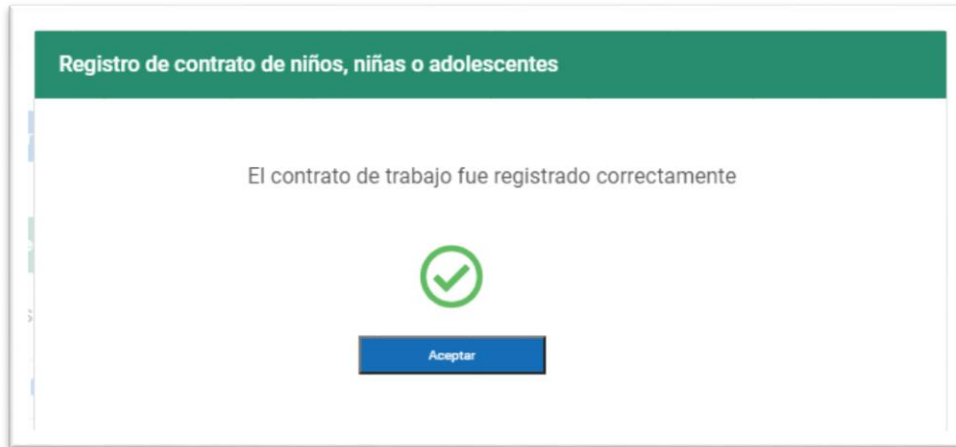 Registro de contrato de niños, niñas o adolescentes
El contrato de trabajo fue registrado correctamente
Aceptar